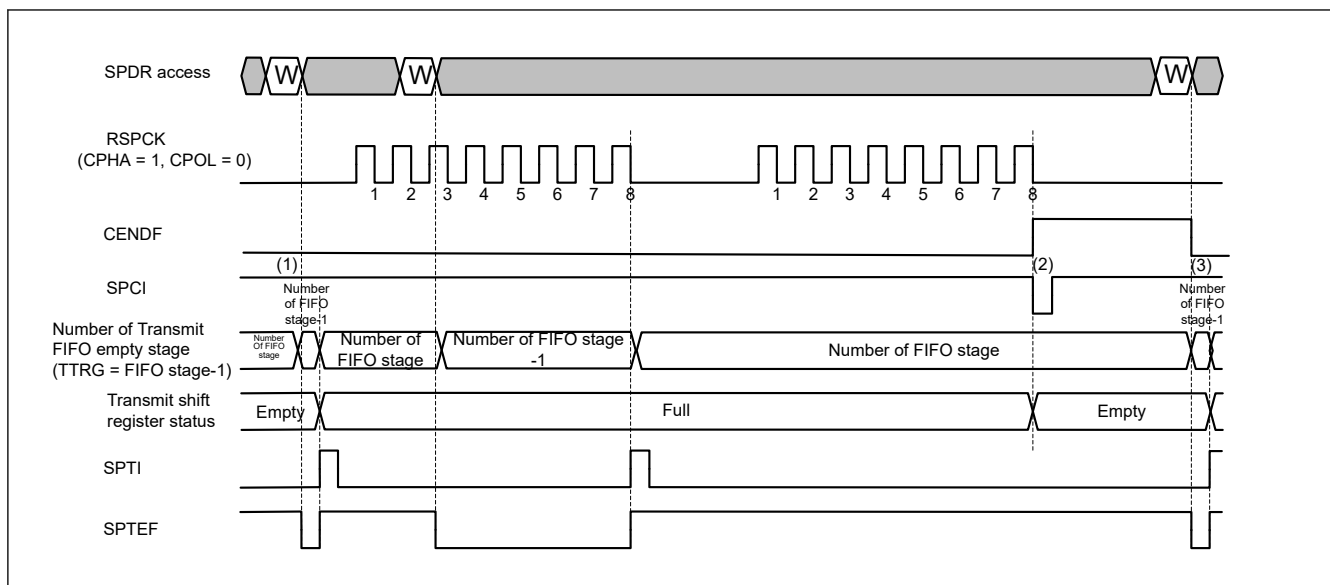 SPDR access
W
W
W
RSPCK
(CPHA = 1, CPOL = 0)
1 2 3 4 5 6 7 8
1 2 3 4 5 6 7 8
CENDF
(1)
(2)
(3)
SPCI
Number
of FIFO
stage-1
Number
of FIFO
stage-1
Number of Transmit
FIFO empty stage
(TTRG = FIFO stage-1)
Number
Of FIFO
stage
Number of
FIFO stage
Number of FIFO stage
-1
Number of FIFO stage
Transmit shift
register status
Empty
Full
Empty
SPTI
SPTEF